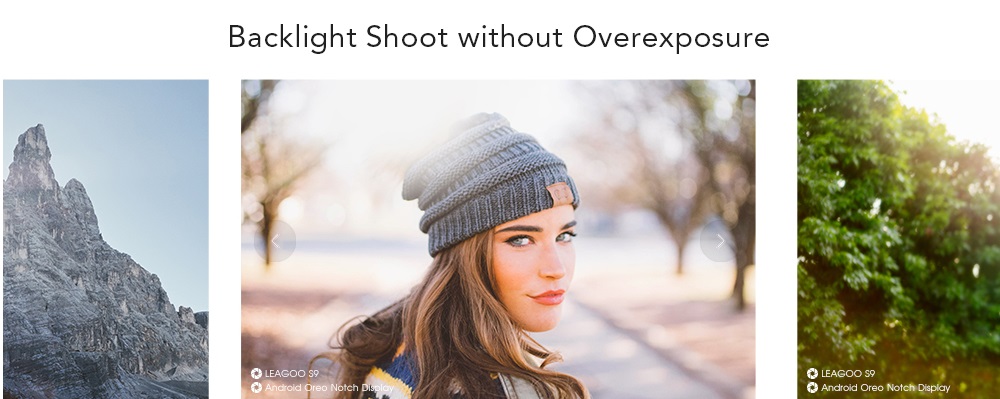 Backlight Shoot without Overexposure
LEAGOO S9
Android Oreo Notch Display
LEAGOO S9
Android Oreo Notch Display